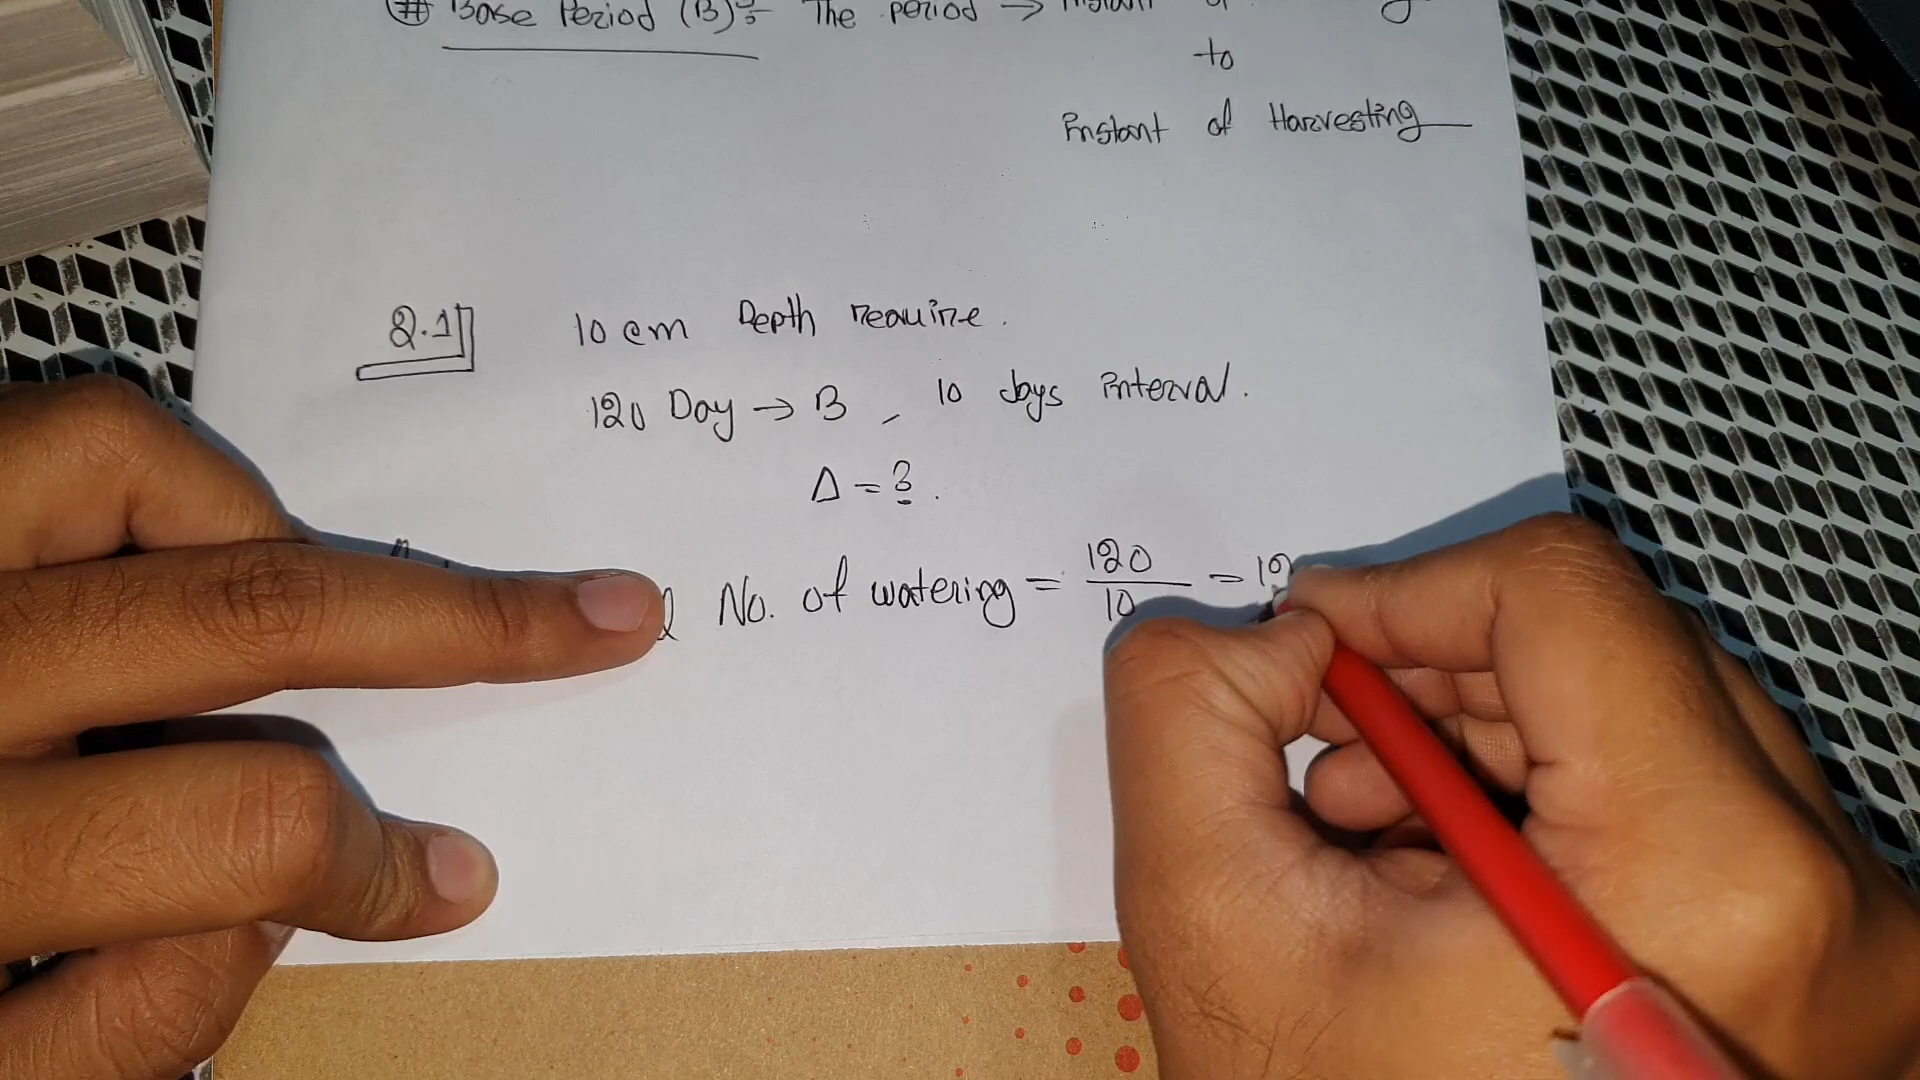 # Base Period (B):- The period →
to
instant of Harvesting
Q.1 10 cm Depth require.
120 Day → B , 10 days interval.
Δ = ?.
No. of watering = 120/10 = 12